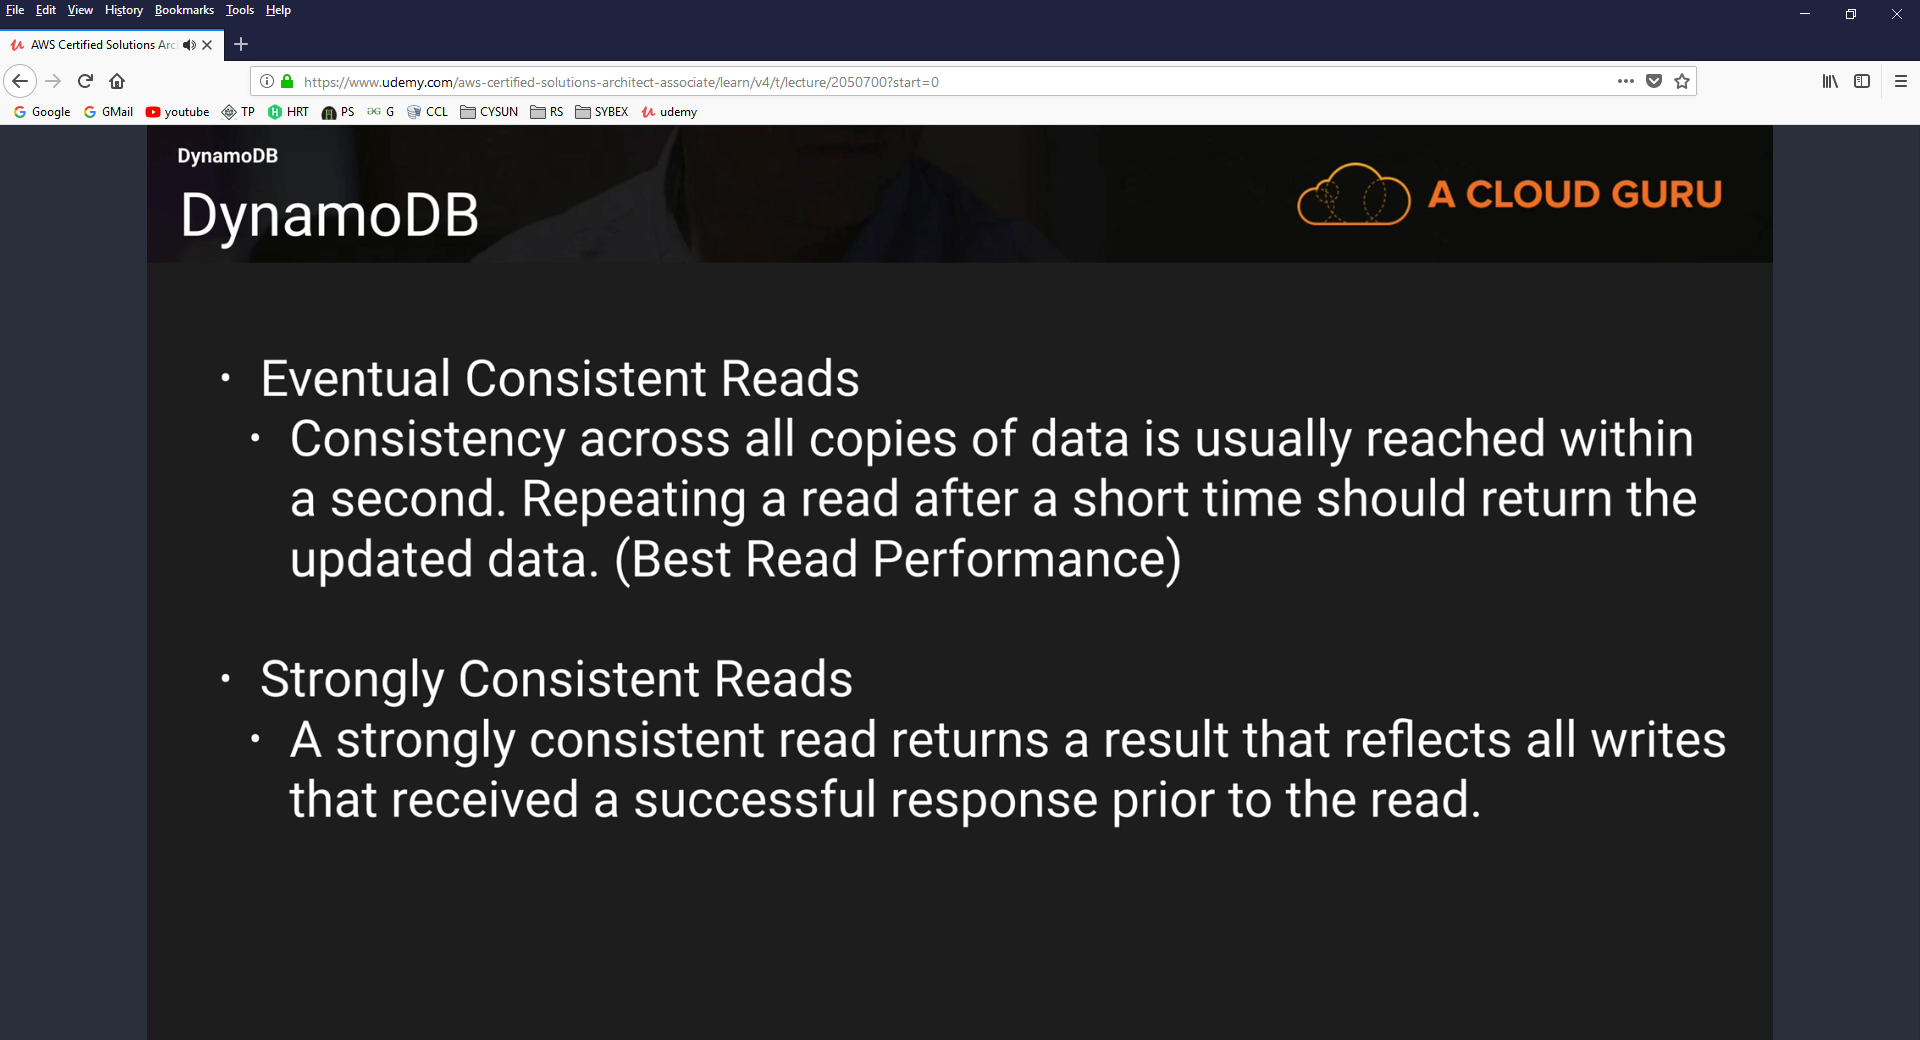 File Edit View History Bookmarks Tools Help
AWS Certified Solutions Arc
https://www.udemy.com/aws-certified-solutions-architect-associate/learn/v4/t/lecture/2050700?start=0
Google GMail youtube TP HRT PS G CCL CYSUN RS SYBEX udemy
DynamoDB
DynamoDB
A CLOUD GURU
• Eventual Consistent Reads
• Consistency across all copies of data is usually reached within
a second. Repeating a read after a short time should return the
updated data. (Best Read Performance)
• Strongly Consistent Reads
• A strongly consistent read returns a result that reflects all writes
that received a successful response prior to the read.